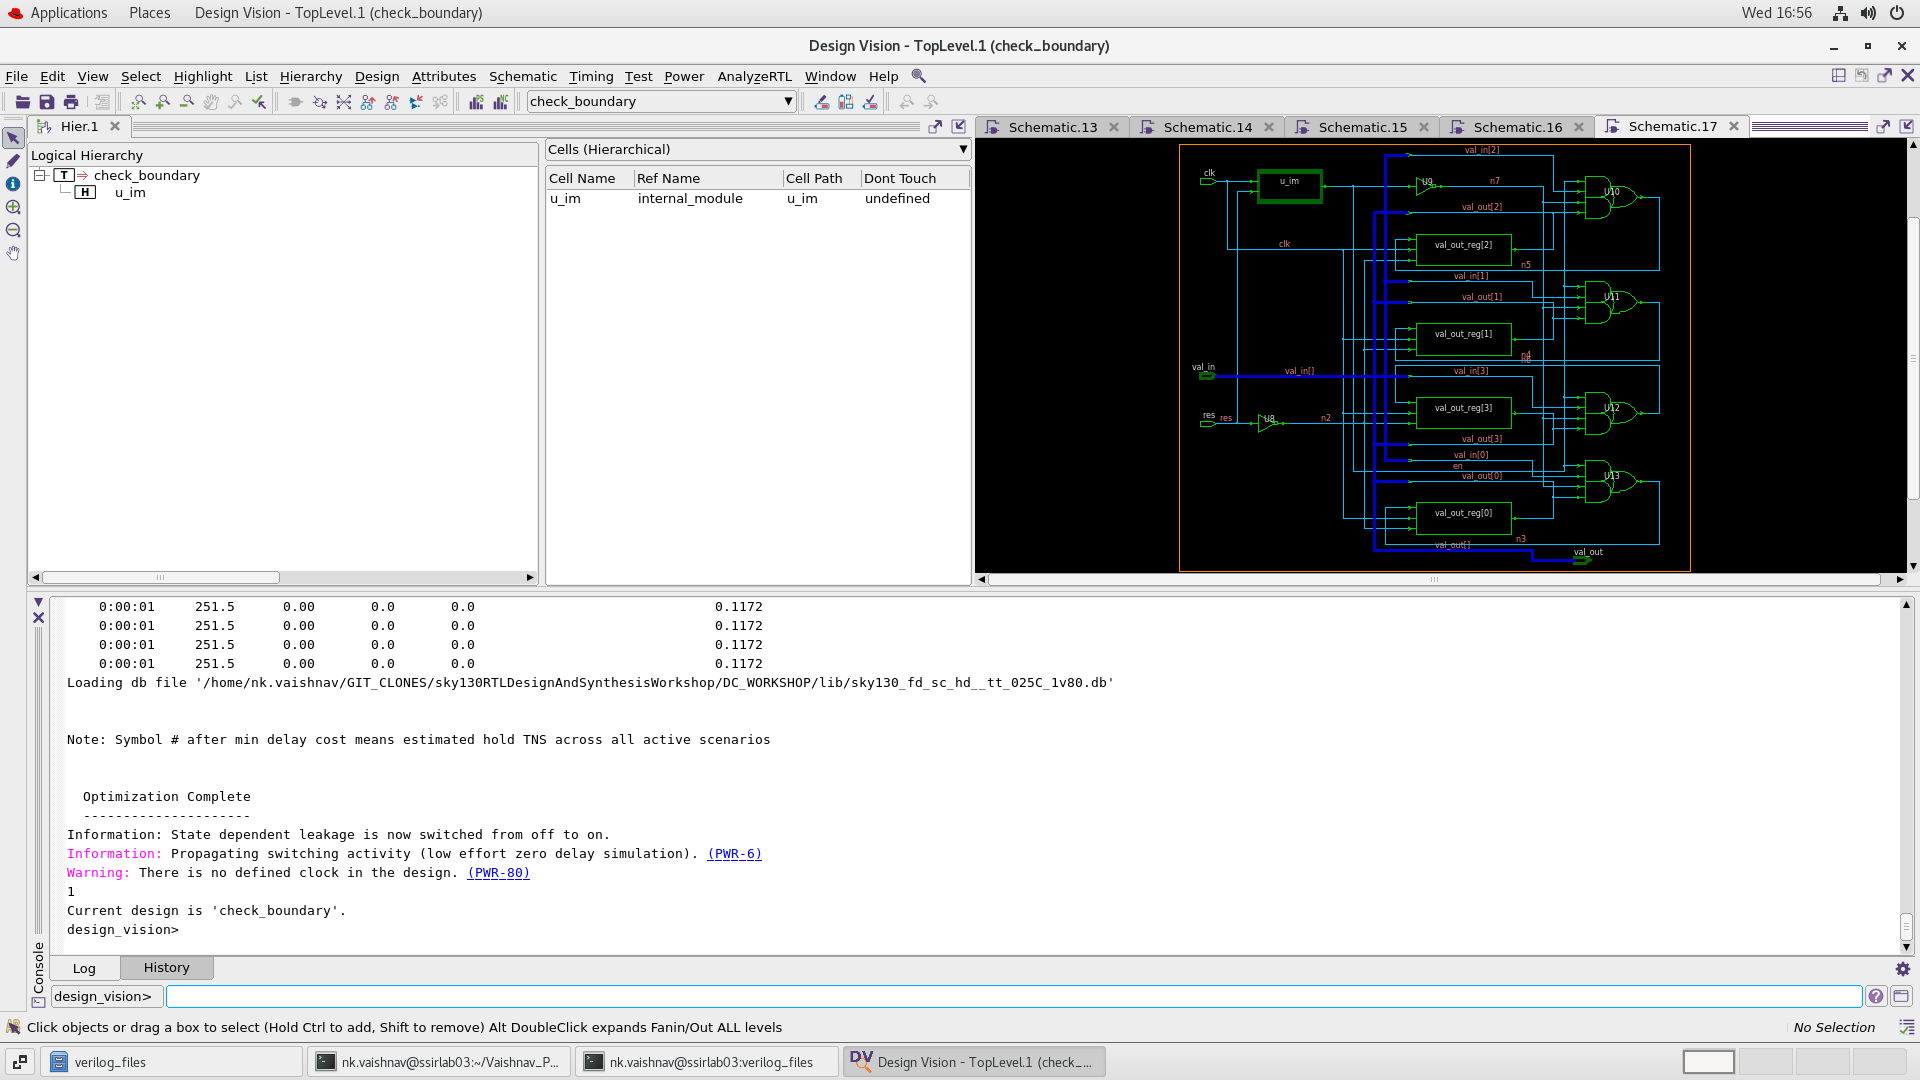 Applications Places Design Vision - TopLevel.1 (check_boundary) Wed 16:56
Design Vision - TopLevel.1 (check_boundary)
File Edit View Select Highlight List Hierarchy Design Attributes Schematic Timing Test Power AnalyzeRTL Window Help
check_boundary
Hier.1
Schematic.13 Schematic.14 Schematic.15 Schematic.16 Schematic.17
Logical Hierarchy
T check_boundary
H u_im
Cells (Hierarchical)
Cell Name Ref Name Cell Path Dont Touch
u_im internal_module u_im undefined
val_in[2]
clk u_im U9 n7 U10
val_out[2]
clk val_out_reg[2]
n5
val_in[1]
val_out[1] U11
val_out_reg[1]
val_in val_in[] val_in[3]
val_out_reg[3] U12
res res U8 n2
val_out[3]
val_in[0]
en
val_out[0] U13
val_out_reg[0]
n3
val_out[]
val_out
0:00:01 251.5 0.00 0.0 0.0 0.1172
0:00:01 251.5 0.00 0.0 0.0 0.1172
0:00:01 251.5 0.00 0.0 0.0 0.1172
0:00:01 251.5 0.00 0.0 0.0 0.1172
Loading db file '/home/nk.vaishnav/GIT_CLONES/sky130RTLDesignAndSynthesisWorkshop/DC_WORKSHOP/lib/sky130_fd_sc_hd__tt_025C_1v80.db'
Note: Symbol # after min delay cost means estimated hold TNS across all active scenarios
Optimization Complete
---------------------
Information: State dependent leakage is now switched from off to on.
Information: Propagating switching activity (low effort zero delay simulation). (PWR-6)
Warning: There is no defined clock in the design. (PWR-80)
1
Current design is 'check_boundary'.
design_vision>
Console
Log History
design_vision>
Click objects or drag a box to select (Hold Ctrl to add, Shift to remove) Alt DoubleClick expands Fanin/Out ALL levels No Selection
verilog_files nk.vaishnav@ssirlab03:~/Vaishnav_P... nk.vaishnav@ssirlab03:verilog_files DV Design Vision - TopLevel.1 (check_...